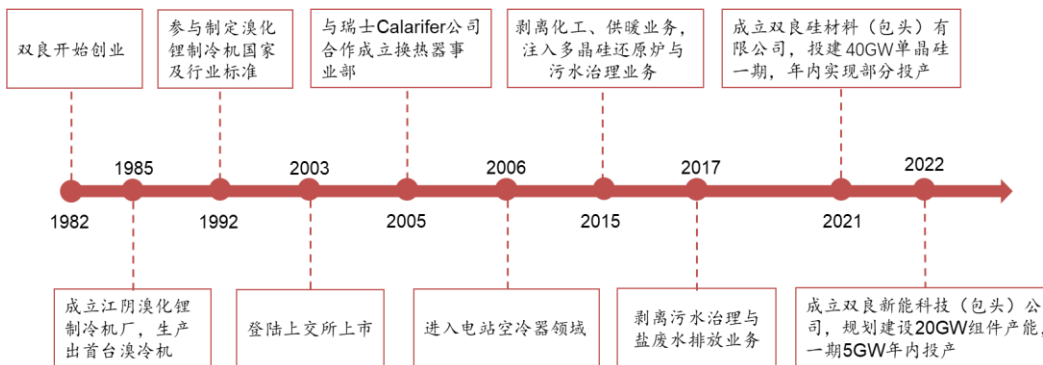 双良开始创业
参与制定溴化
锂制冷机国家
及行业标准
与瑞士Calarifer公司
合作成立换热器事
业部
剥离化工、供暖业务，
注入多晶硅还原炉与
污水治理业务
成立双良硅材料（包头）有
限公司，投建40GW单晶硅
一期，年内实现部分投产
1985
2003
2006
2017
2022
1982
1992
2005
2015
2021
成立江阴溴化锂
制冷机厂，生产
出首台溴冷机
登陆上交所上市
进入电站空冷器领域
剥离污水治理与
盐废水排放业务
成立双良新能科技（包头）公
司，规划建设20GW组件产能，
一期5GW年内投产